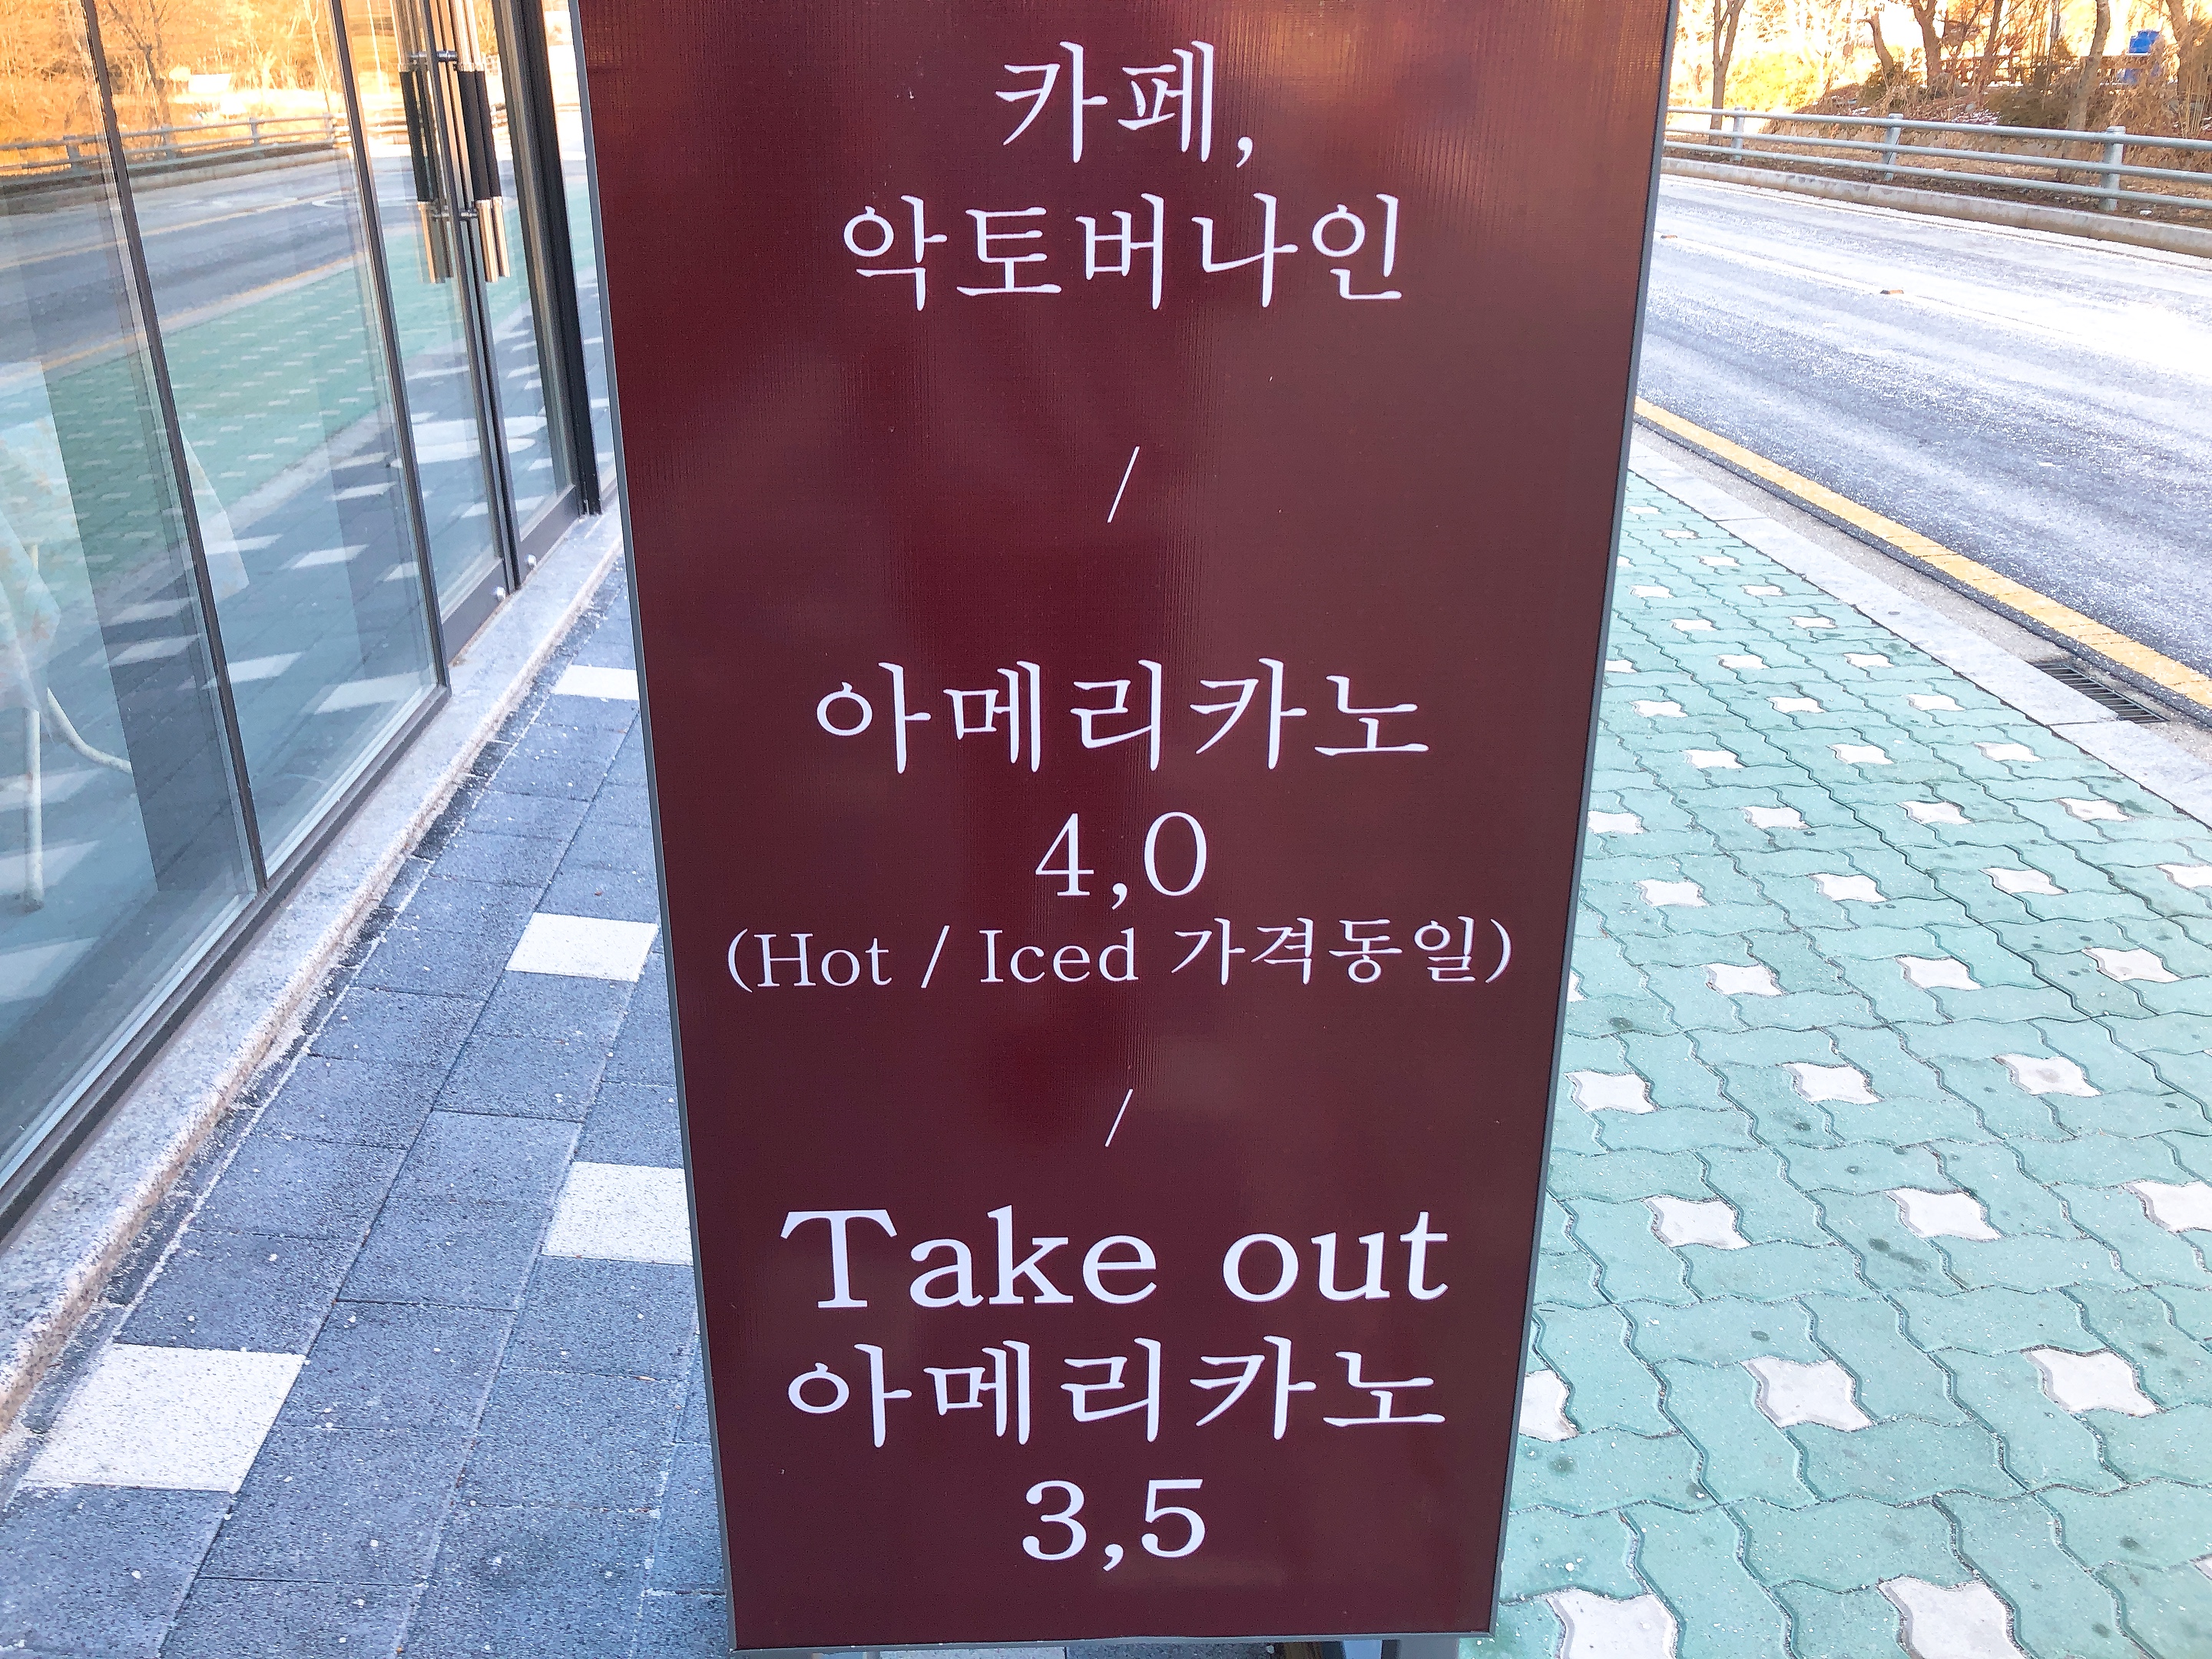 카페,
악토버나인
/
아메리카노
4,0
(Hot / Iced 가격동일)
/
Take out
아메리카노
3,5